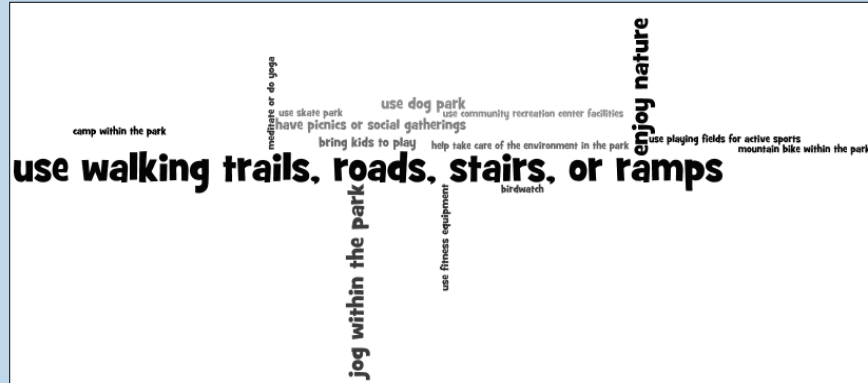 enjoy nature
meditate or do yoga
use dog park
use skate park
use community recreation center facilities
have picnics or social gatherings
camp within the park
bring kids to play
help take care of the environment in the park
use playing fields for active sports
mountain bike within the park
use walking trails, roads, stairs, or ramps
birdwatch
jog within the park
use fitness equipment